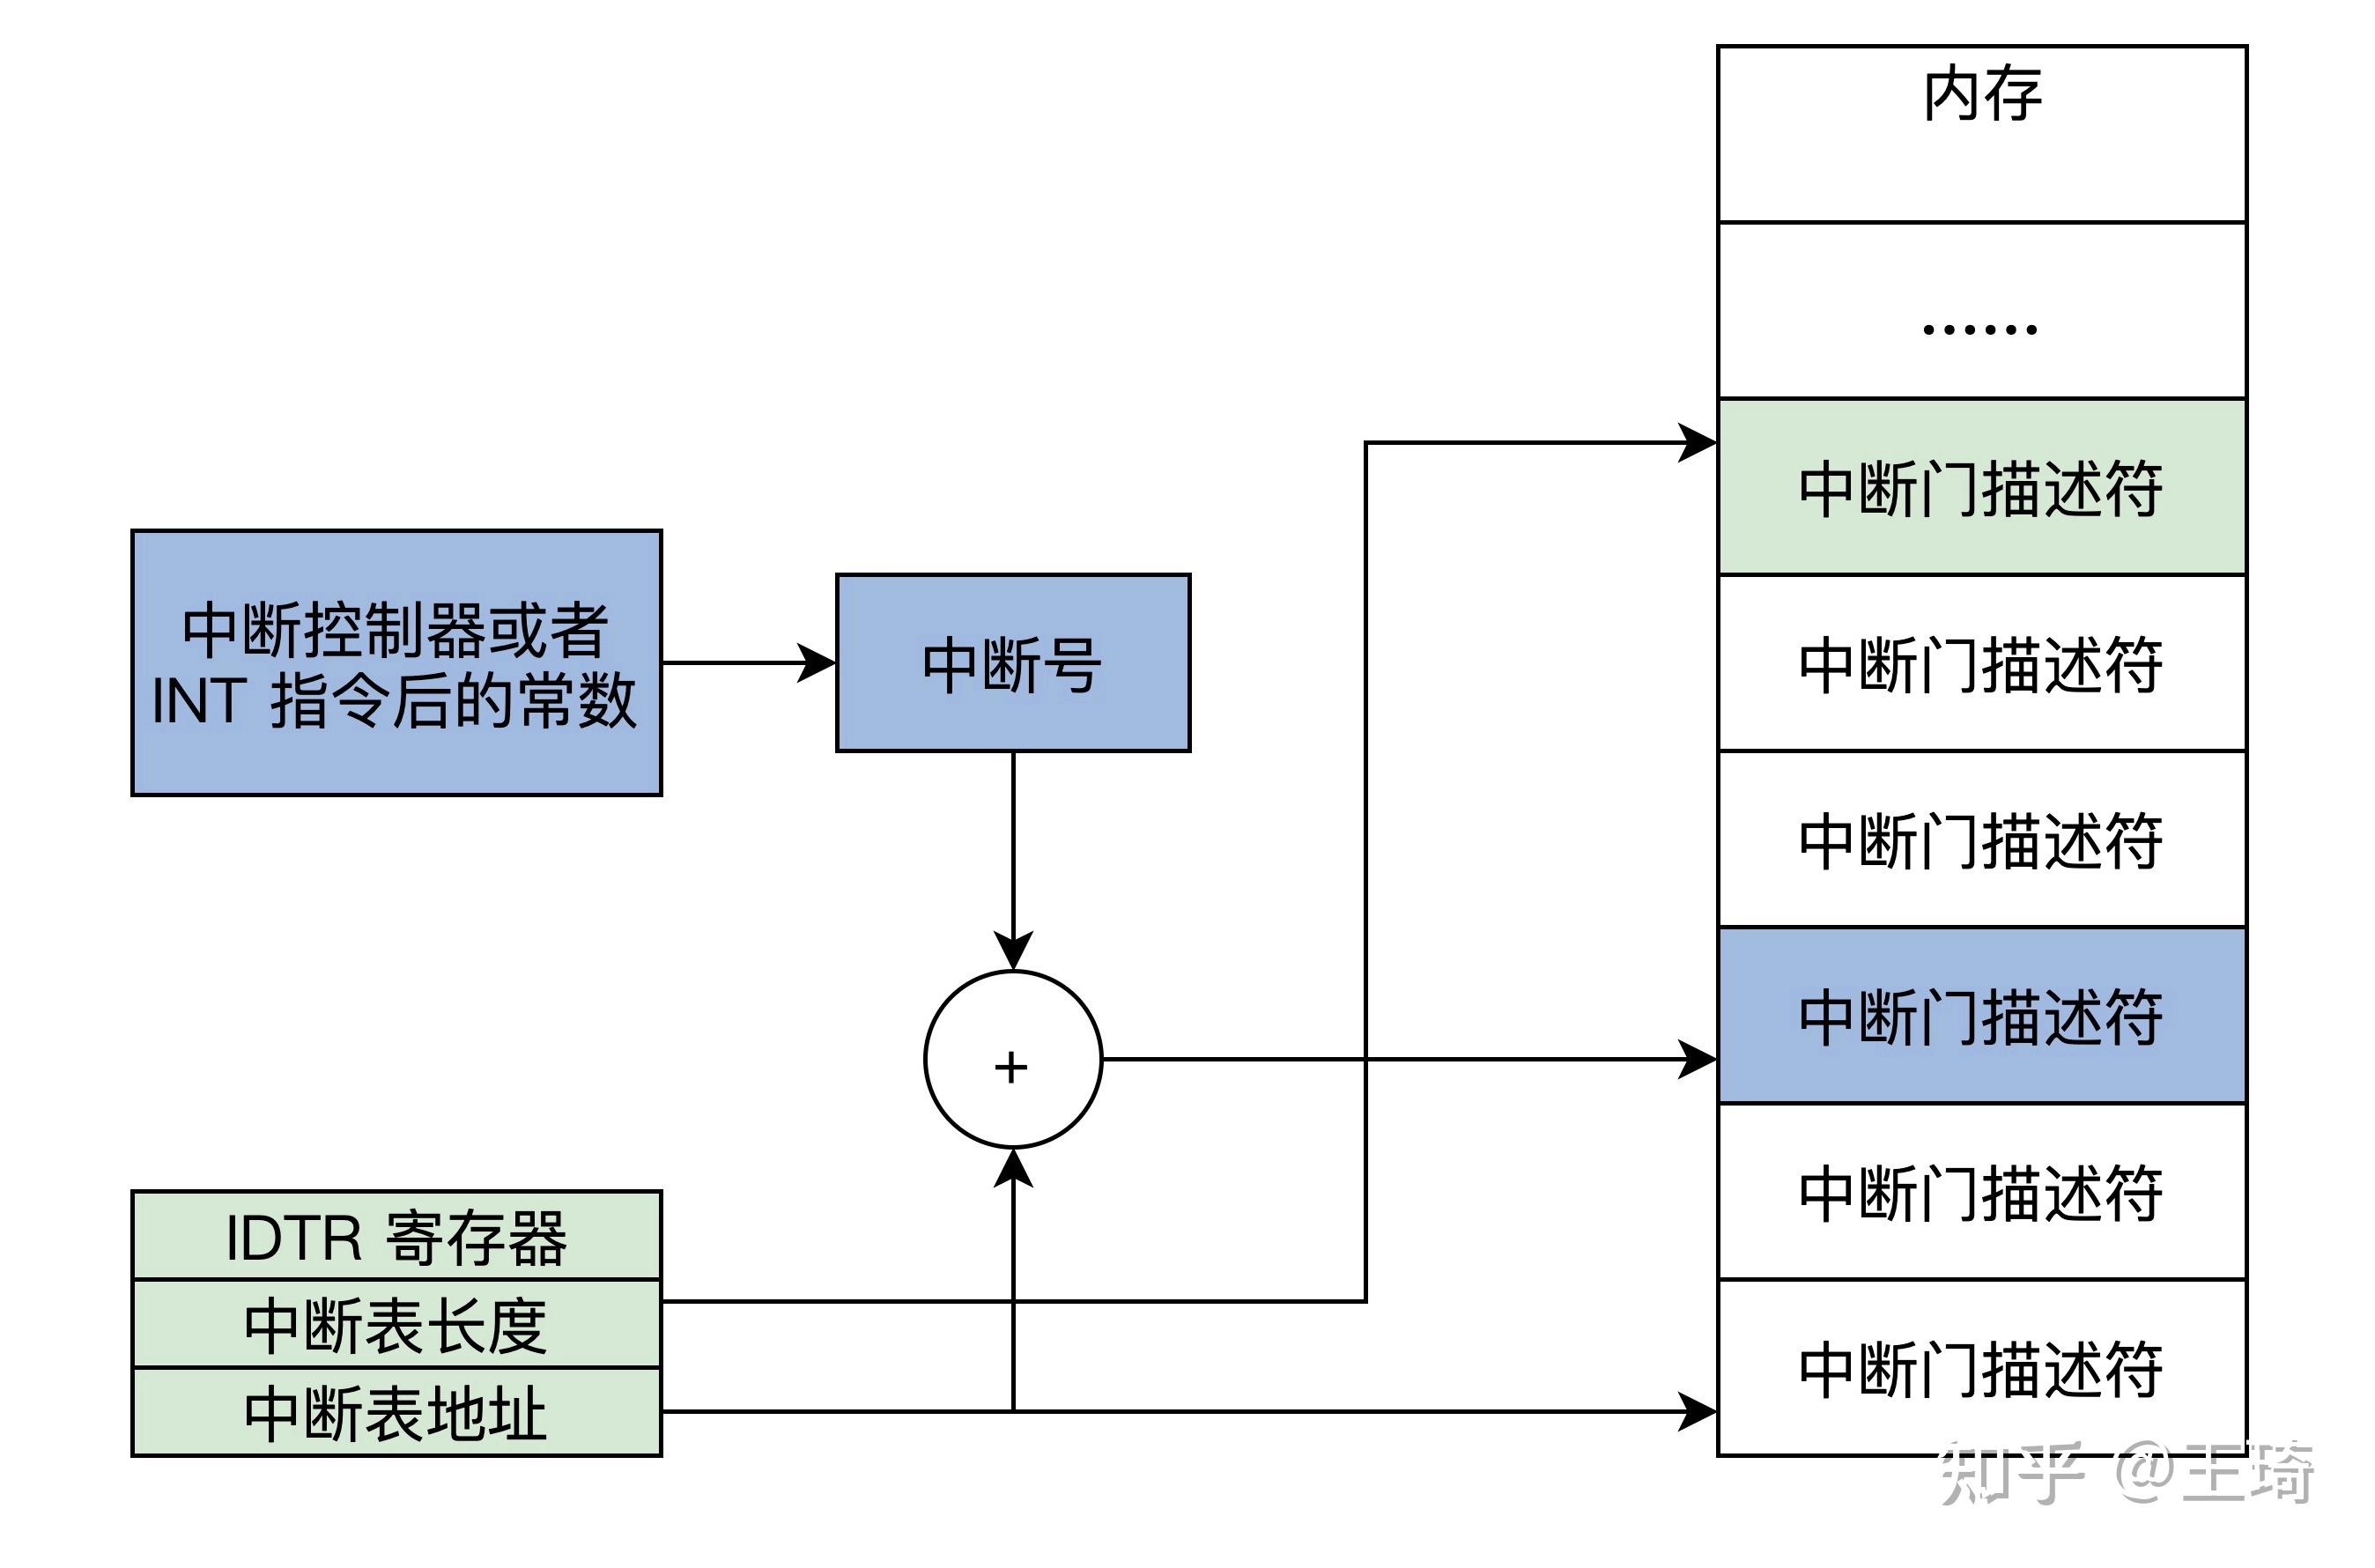 内存
.......
中断门描述符
中断控制器或者
INT 指令后的常数
中断号
中断门描述符
中断门描述符
中断门描述符
+
IDTR 寄存器
中断表长度
中断表地址
中断门描述符
中断门描述符
知乎 @王琦